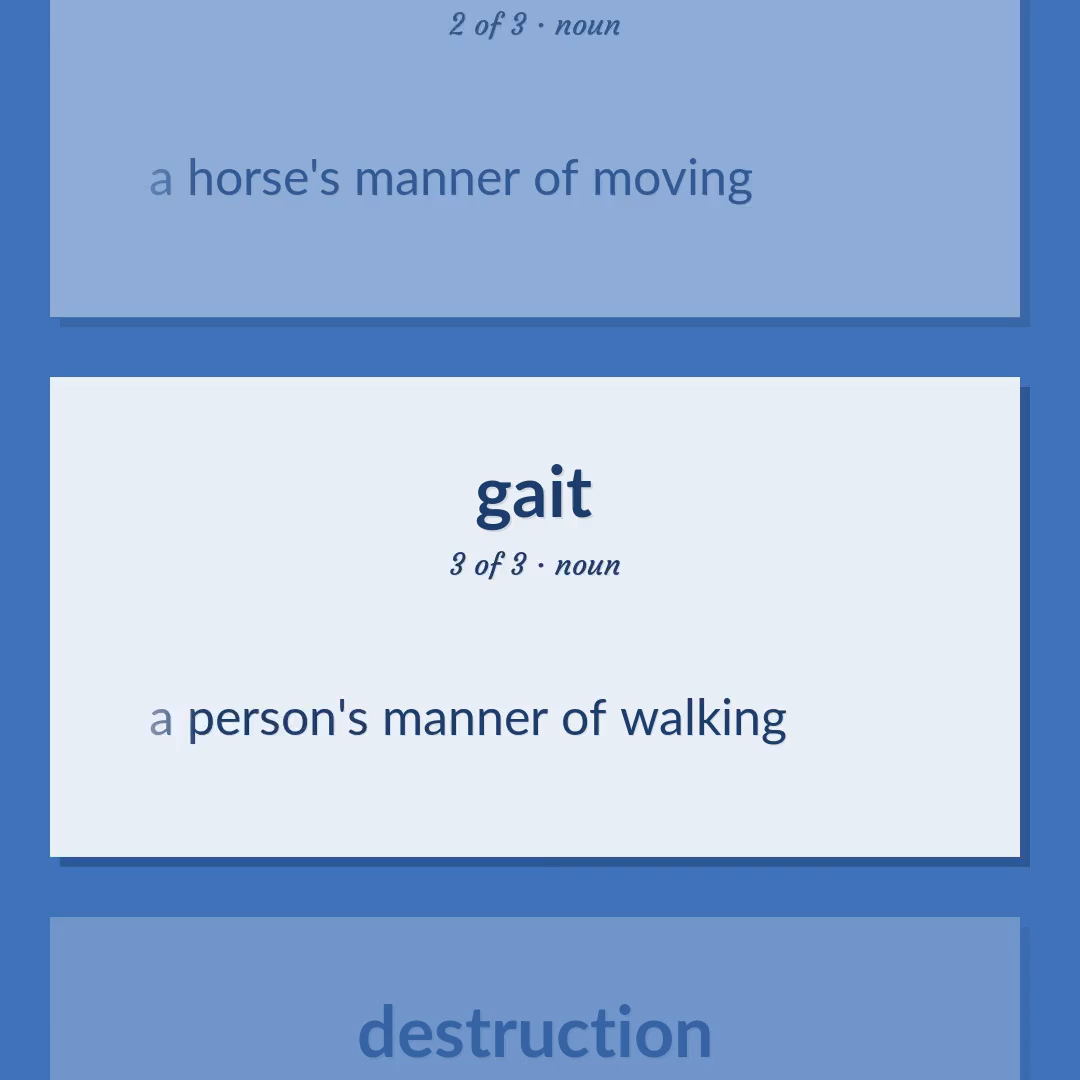 2 of 3 · noun
a horse's manner of moving
gait
3 of 3 · noun
a person's manner of walking
destruction